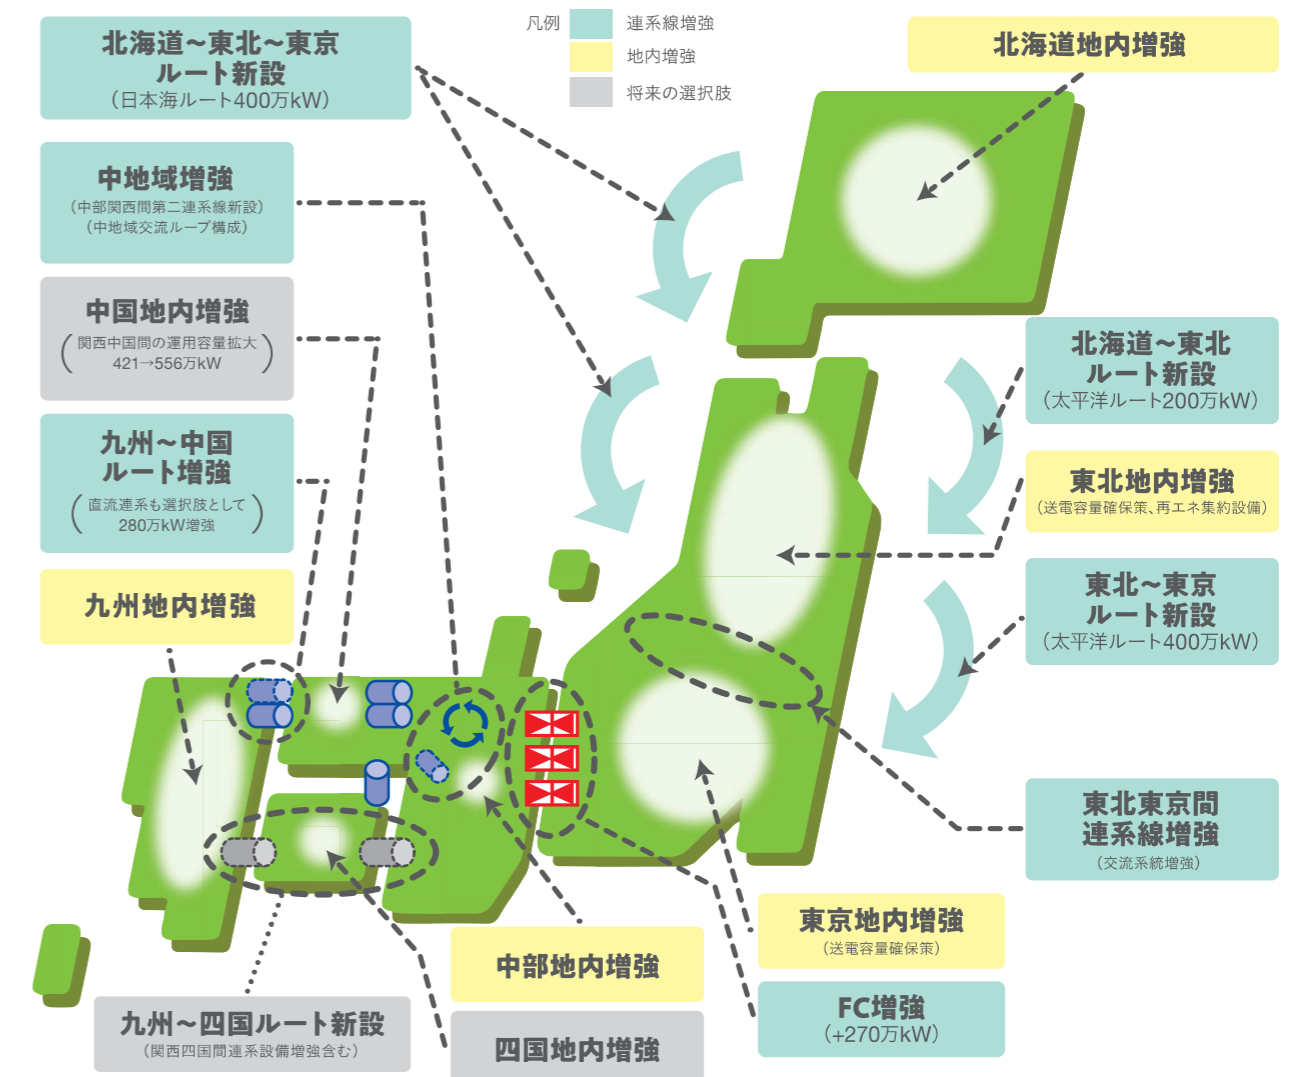 凡例
連系線増強
地内増強
将来の選択肢
北海道～東北～東京
ルート新設
（日本海ルート400万kW）
中地域増強
（中部関西間第二連系線新設）
（中地域交流ループ構成）
中国地内増強
（関西中国間の運用容量拡大
421→556万kW）
九州～中国
ルート増強
（直流連系も選択肢として
280万kW増強）
九州地内増強
北海道地内増強
北海道～東北
ルート新設
（太平洋ルート200万kW）
東北地内増強
（送電容量確保策、再エネ集約設備）
東北～東京
ルート新設
（太平洋ルート400万kW）
東北東京間
連系線増強
（交流系統増強）
東京地内増強
（送電容量確保策）
FC増強
（+270万kW）
中部地内増強
四国地内増強
九州～四国ルート新設
（関西四国間連系設備増強含む）